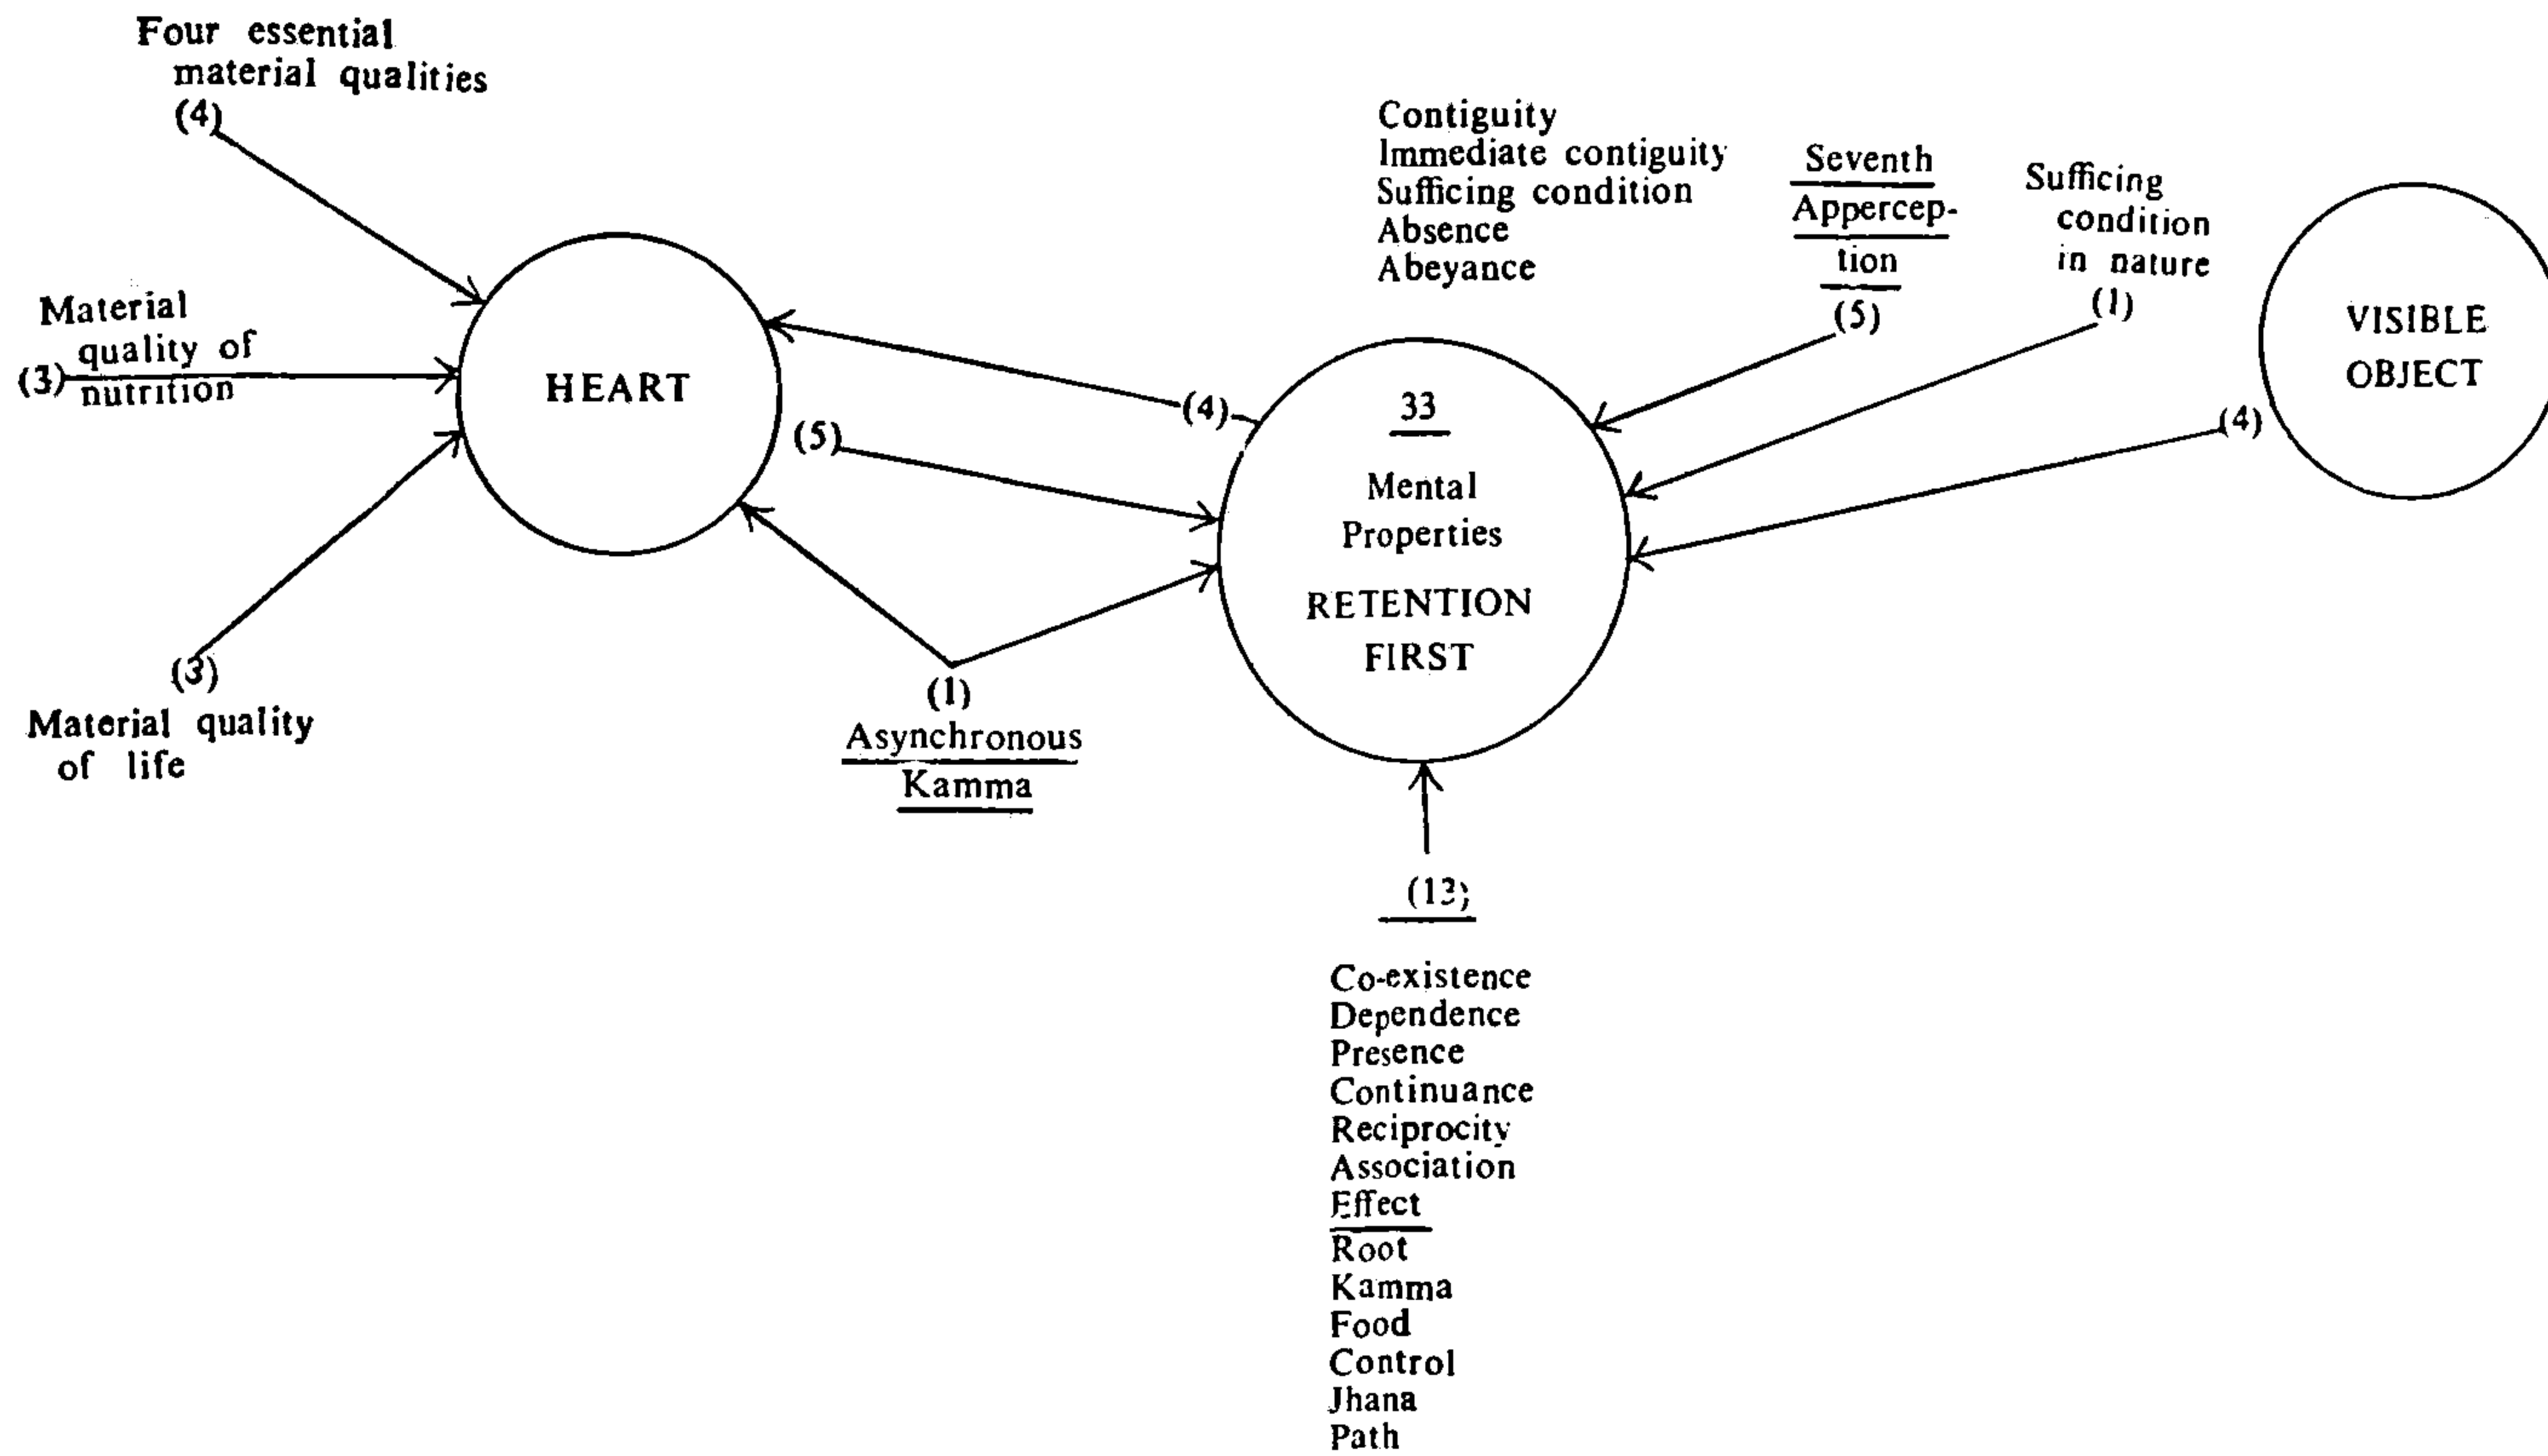 Four essential
material qualities
(4)
Material
quality of
(3)
nutrition
HEART
(3)
Material quality
of life
(5)
(4)
(1)
Asynchronous
Kamma
Contiguity
Immediate contiguity
Sufficing condition
Absence
Abeyance
Seventh
Appercep-
tion
(5)
Sufficing
condition
in nature
(1)
VISIBLE
OBJECT
(4)
33
Mental
Properties
RETENTION
FIRST
(13)
Co-existence
Dependence
Presence
Continuance
Reciprocity
Association
Effect
Root
Kamma
Food
Control
Jhana
Path